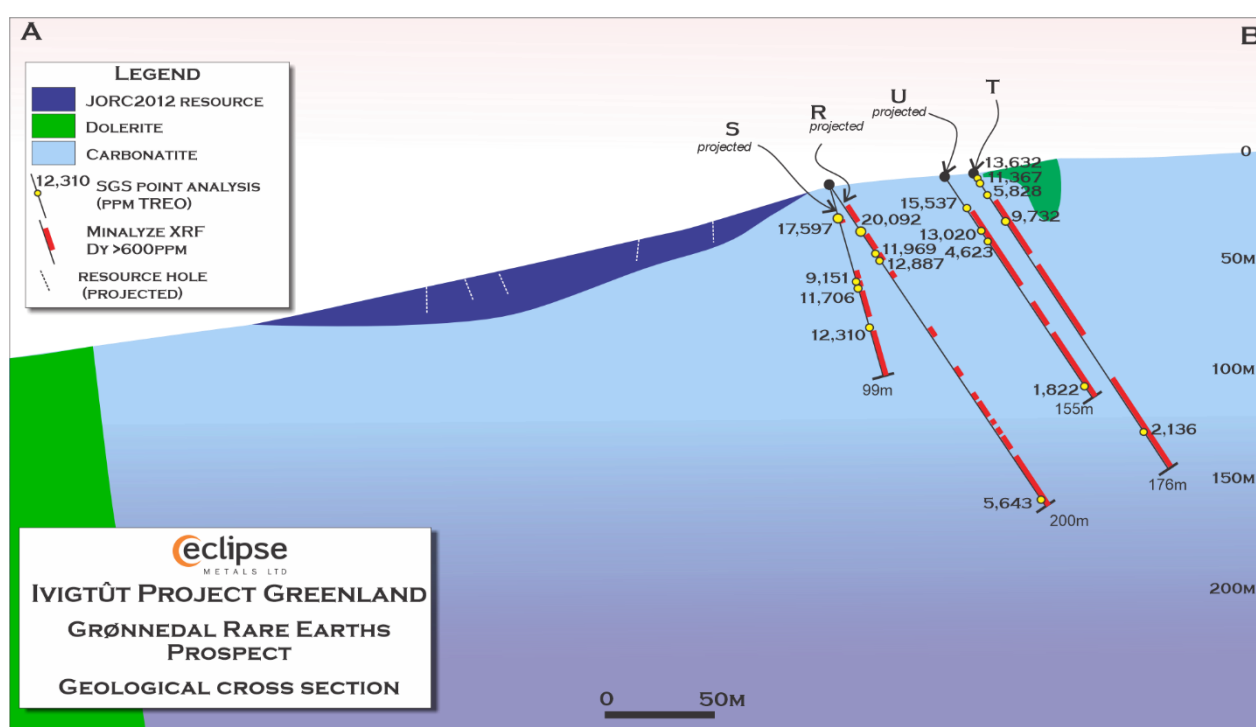 A
B
LEGEND
JORC2012 RESOURCE
DOLERITE
CARBONATITE
12,310
SGS POINT ANALYSIS
(PPM TREO)
MINALYZE XRF
DY >600PPM
RESOURCE HOLE
(PROJECTED)
S
projected
R
projected
U
projected
T
13,632
11,367
5,828
9,732
15,537
13,020
4,623
17,597
20,092
11,969
12,887
9,151
11,706
12,310
99m
1,822
155m
2,136
176m
5,643
200m
0
50M
100M
150M
200M
eclipse
METALS LTD
IVIGTÛT PROJECT GREENLAND
GRØNNEDAL RARE EARTHS
PROSPECT
GEOLOGICAL CROSS SECTION
0 50M